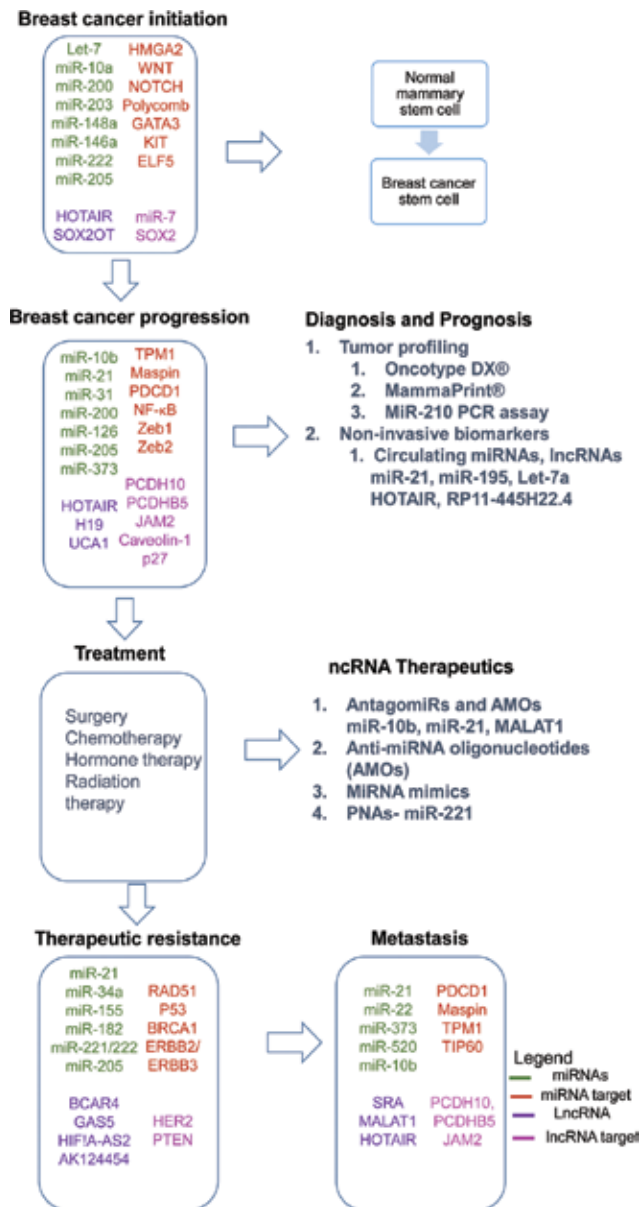 Breast cancer initiation
Let-7 HMGA2
miR-10a WNT
miR-200 NOTCH
miR-203 Polycomb
miR-148a GATA3
miR-146a KIT
miR-222 ELF5
miR-205
HOTAIR miR-7
SOX2OT SOX2
Normal
mammary
stem cell
Breast cancer
stem cell
Breast cancer progression
miR-10b TPM1
miR-21 Maspin
miR-31 PDCD1
miR-200 NF-κB
miR-126 Zeb1
miR-205 Zeb2
miR-373
PCDH10
HOTAIR PCDHB5
H19 JAM2
UCA1 Caveolin-1
p27
Diagnosis and Prognosis
1. Tumor profiling
1. Oncotype DX®
2. MammaPrint®
3. MiR-210 PCR assay
2. Non-invasive biomarkers
1. Circulating miRNAs, lncRNAs
miR-21, miR-195, Let-7a
HOTAIR, RP11-445H22.4
Treatment
Surgery
Chemotherapy
Hormone therapy
Radiation
therapy
ncRNA Therapeutics
1. AntagomiRs and AMOs
miR-10b, miR-21, MALAT1
2. Anti-miRNA oligonucleotides
(AMOs)
3. MiRNA mimics
4. PNAs- miR-221
Therapeutic resistance
miR-21
miR-34a RAD51
miR-155 P53
miR-182 BRCA1
miR-221/222 ERBB2/
miR-205 ERBB3
BCAR4
GAS5 HER2
HIF!A-AS2 PTEN
AK124454
Metastasis
miR-21 PDCD1
miR-22 Maspin
miR-373 TPM1
miR-520 TIP60
miR-10b
SRA PCDH10,
MALAT1 PCDHB5
HOTAIR JAM2
Legend
miRNAs
miRNA target
LncRNA
lncRNA target